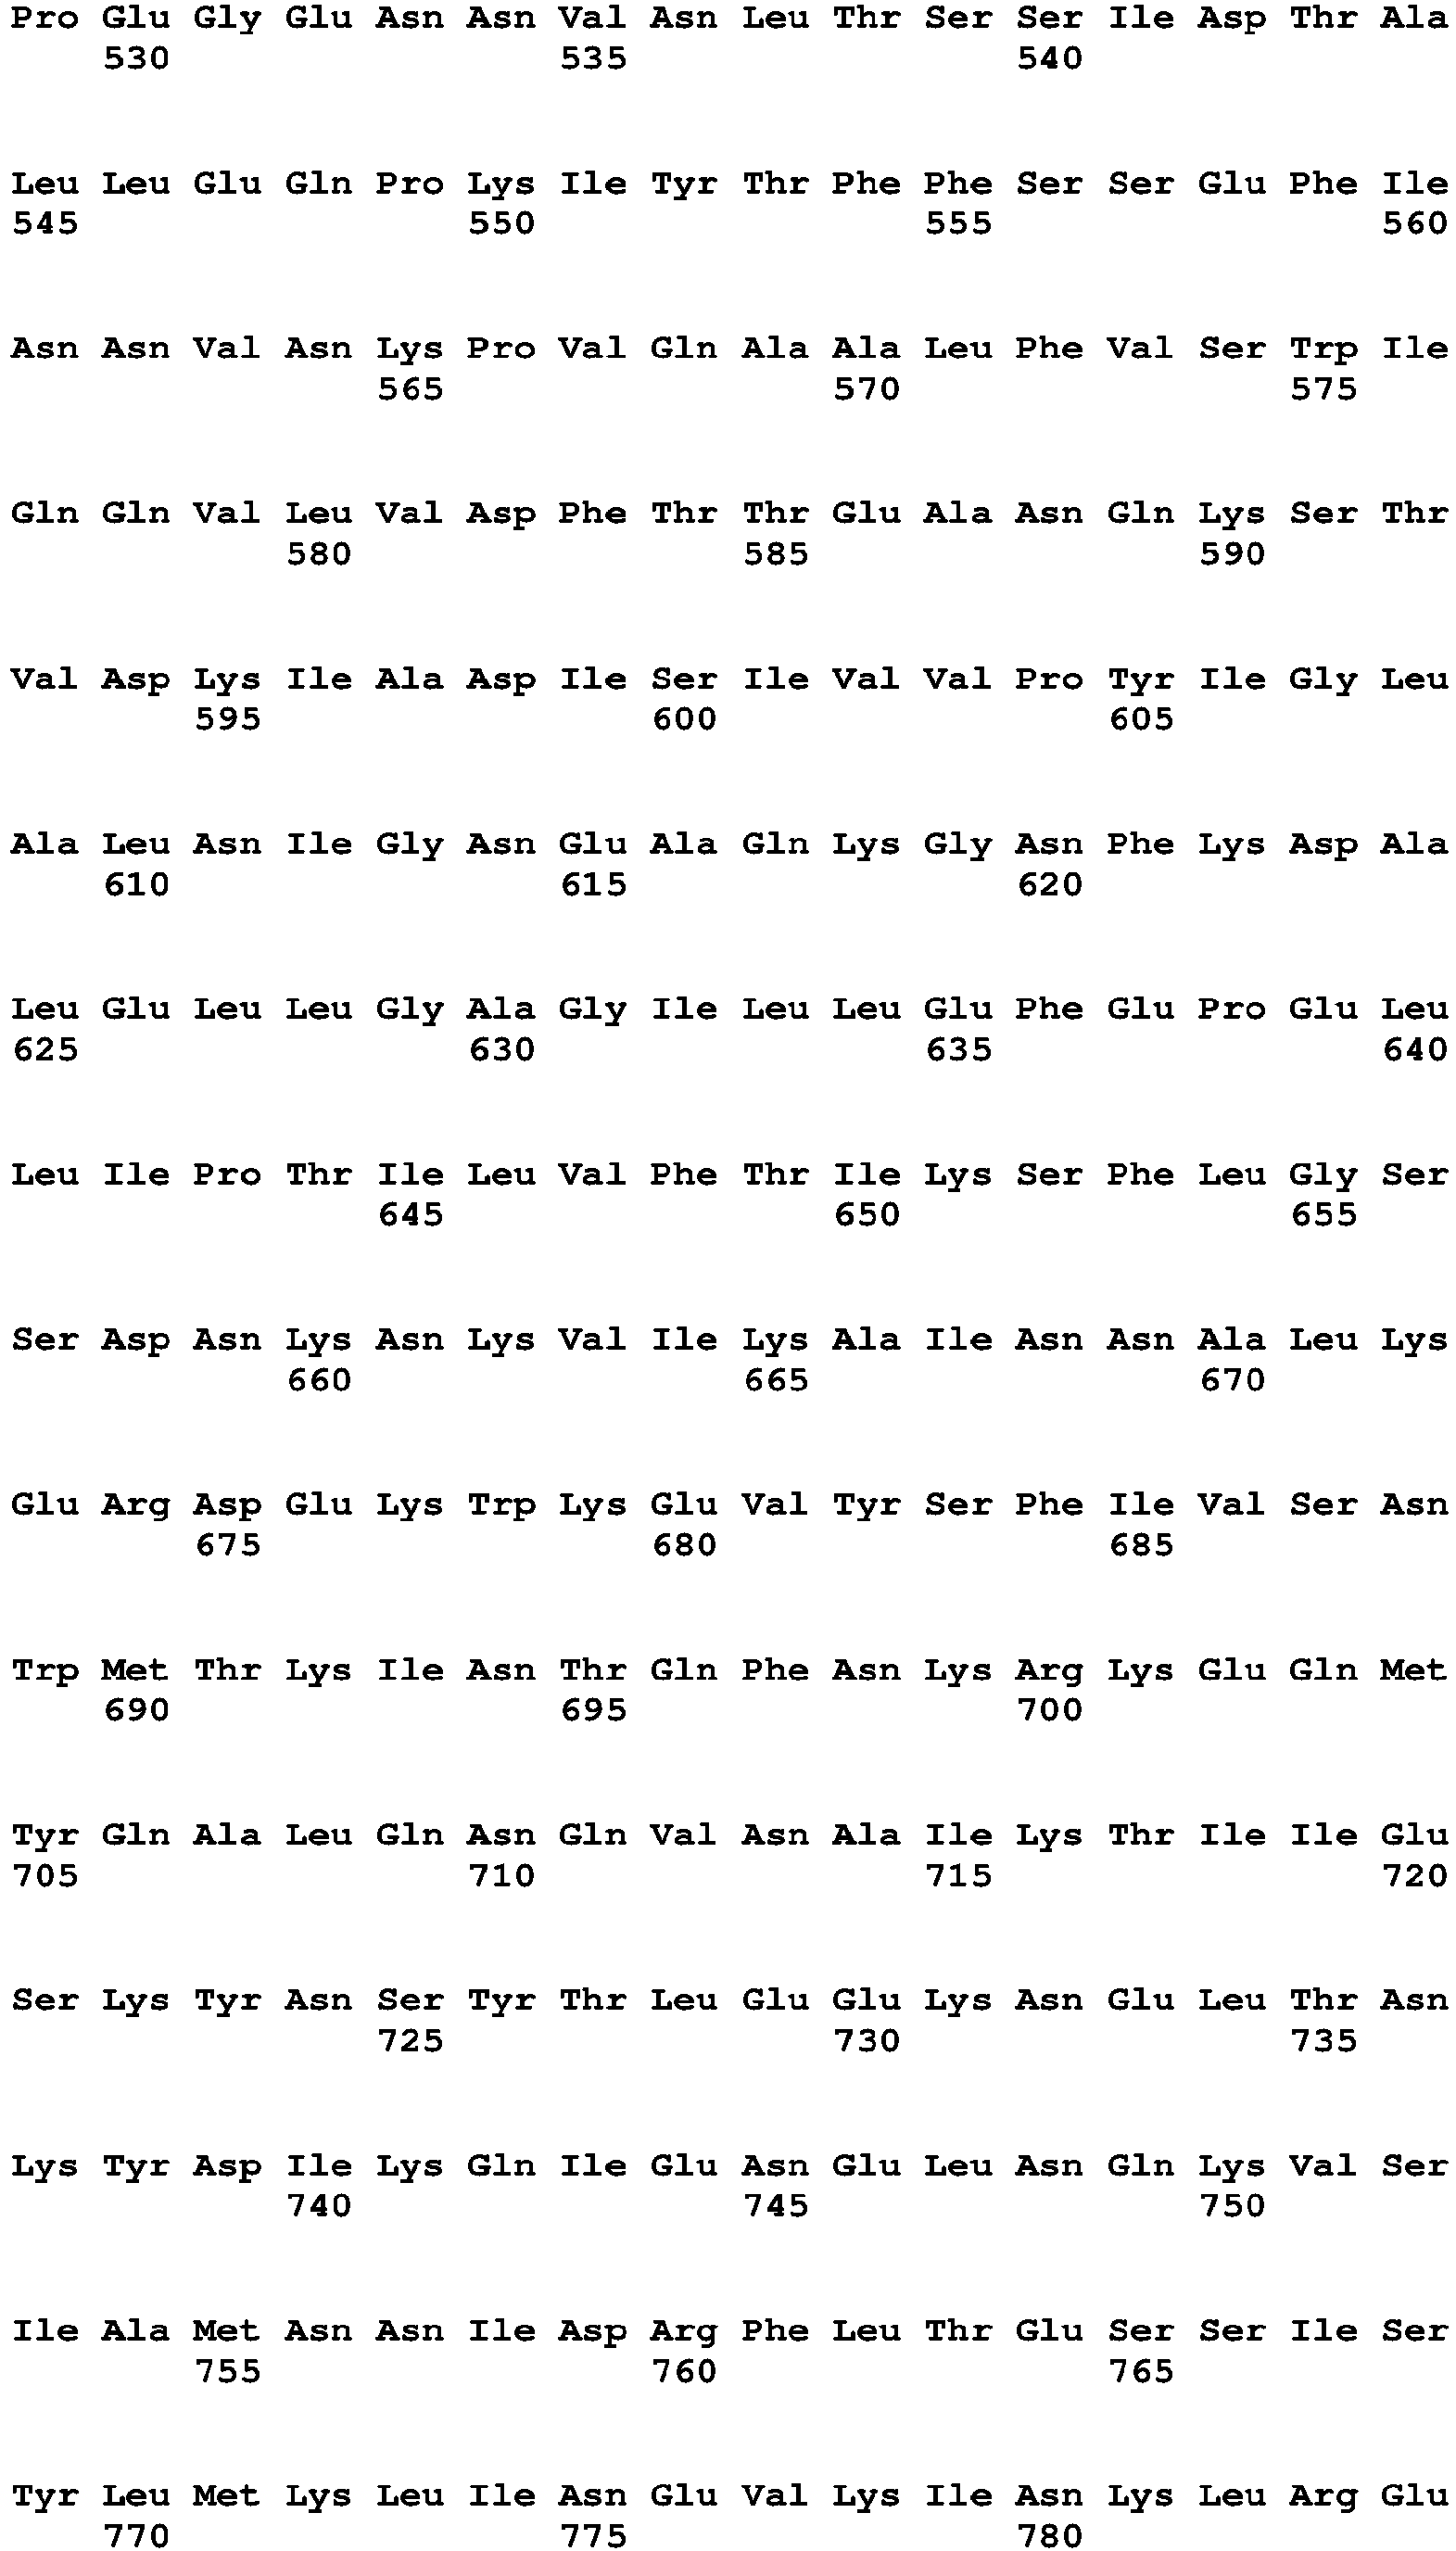 Pro Glu Gly Glu Asn Asn Val Asn Leu Thr Ser Ser Ile Asp Thr Ala
530 535 540
Leu Leu Glu Gln Pro Lys Ile Tyr Thr Phe Phe Ser Ser Glu Phe Ile
545 550 555 560
Asn Asn Val Asn Lys Pro Val Gln Ala Ala Leu Phe Val Ser Trp Ile
565 570 575
Gln Gln Val Leu Val Asp Phe Thr Thr Glu Ala Asn Gln Lys Ser Thr
580 585 590
Val Asp Lys Ile Ala Asp Ile Ser Ile Val Val Pro Tyr Ile Gly Leu
595 600 605
Ala Leu Asn Ile Gly Asn Glu Ala Gln Lys Gly Asn Phe Lys Asp Ala
610 615 620
Leu Glu Leu Leu Gly Ala Gly Ile Leu Leu Glu Phe Glu Pro Glu Leu
625 630 635 640
Leu Ile Pro Thr Ile Leu Val Phe Thr Ile Lys Ser Phe Leu Gly Ser
645 650 655
Ser Asp Asn Lys Asn Lys Val Ile Lys Ala Ile Asn Asn Ala Leu Lys
660 665 670
Glu Arg Asp Glu Lys Trp Lys Glu Val Tyr Ser Phe Ile Val Ser Asn
675 680 685
Trp Met Thr Lys Ile Asn Thr Gln Phe Asn Lys Arg Lys Glu Gln Met
690 695 700
Tyr Gln Ala Leu Gln Asn Gln Val Asn Ala Ile Lys Thr Ile Ile Glu
705 710 715 720
Ser Lys Tyr Asn Ser Tyr Thr Leu Glu Glu Lys Asn Glu Leu Thr Asn
725 730 735
Lys Tyr Asp Ile Lys Gln Ile Glu Asn Glu Leu Asn Gln Lys Val Ser
740 745 750
Ile Ala Met Asn Asn Ile Asp Arg Phe Leu Thr Glu Ser Ser Ile Ser
755 760 765
Tyr Leu Met Lys Leu Ile Asn Glu Val Lys Ile Asn Lys Leu Arg Glu
770 775 780